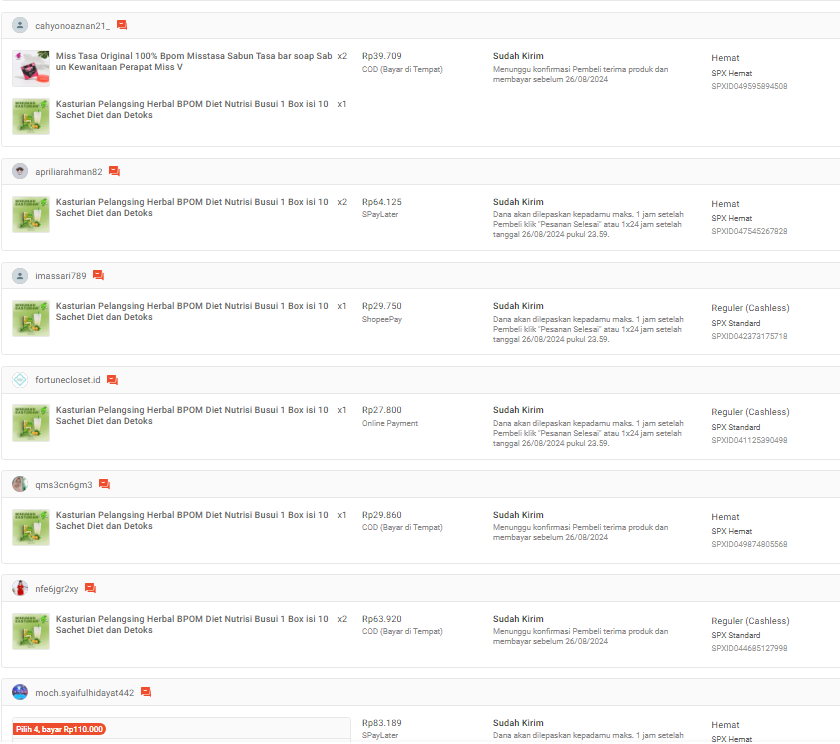 cahyonoaznan21_
Miss Tasa Original 100% Bpom Misstasa Sabun Tasa bar soap Sab x2
un Kewanitaan Perapat Miss V
Rp39.709
COD (Bayar di Tempat)
Sudah Kirim
Menunggu konfirmasi Pembeli terima produk dan
membayar sebelum 26/08/2024
Hemat
SPX Hemat
SPXID049595894508
Kasturian Pelangsing Herbal BPOM Diet Nutrisi Busui 1 Box isi 10 x1
Sachet Diet dan Detoks
apriliarahman82
Kasturian Pelangsing Herbal BPOM Diet Nutrisi Busui 1 Box isi 10 x2
Sachet Diet dan Detoks
Rp64.125
SPayLater
Sudah Kirim
Dana akan dilepaskan kepadamu maks. 1 jam setelah
Pembeli klik "Pesanan Selesai" atau 1x24 jam setelah
tanggal 26/08/2024 pukul 23.59.
Hemat
SPX Hemat
SPXID047545267828
imassari789
Kasturian Pelangsing Herbal BPOM Diet Nutrisi Busui 1 Box isi 10 x1
Sachet Diet dan Detoks
Rp29.750
ShopeePay
Sudah Kirim
Dana akan dilepaskan kepadamu maks. 1 jam setelah
Pembeli klik "Pesanan Selesai" atau 1x24 jam setelah
tanggal 26/08/2024 pukul 23.59.
Reguler (Cashless)
SPX Standard
SPXID042373175718
fortunecloset.id
Kasturian Pelangsing Herbal BPOM Diet Nutrisi Busui 1 Box isi 10 x1
Sachet Diet dan Detoks
Rp27.800
Online Payment
Sudah Kirim
Dana akan dilepaskan kepadamu maks. 1 jam setelah
Pembeli klik "Pesanan Selesai" atau 1x24 jam setelah
tanggal 26/08/2024 pukul 23.59.
Reguler (Cashless)
SPX Standard
SPXID041125390498
qms3cn6gm3
Kasturian Pelangsing Herbal BPOM Diet Nutrisi Busui 1 Box isi 10 x1
Sachet Diet dan Detoks
Rp29.860
COD (Bayar di Tempat)
Sudah Kirim
Menunggu konfirmasi Pembeli terima produk dan
membayar sebelum 26/08/2024
Hemat
SPX Hemat
SPXID049874805568
nfe6jgr2xy
Kasturian Pelangsing Herbal BPOM Diet Nutrisi Busui 1 Box isi 10 x2
Sachet Diet dan Detoks
Rp63.920
COD (Bayar di Tempat)
Sudah Kirim
Menunggu konfirmasi Pembeli terima produk dan
membayar sebelum 26/08/2024
Reguler (Cashless)
SPX Standard
SPXID044685127998
moch.syaifulhidayat442
Pilih 4, bayar Rp110.000
Rp83.189
SPayLater
Sudah Kirim
Dana akan dilepaskan kepadamu maks. 1 jam setelah
Hemat
SPX Hemat